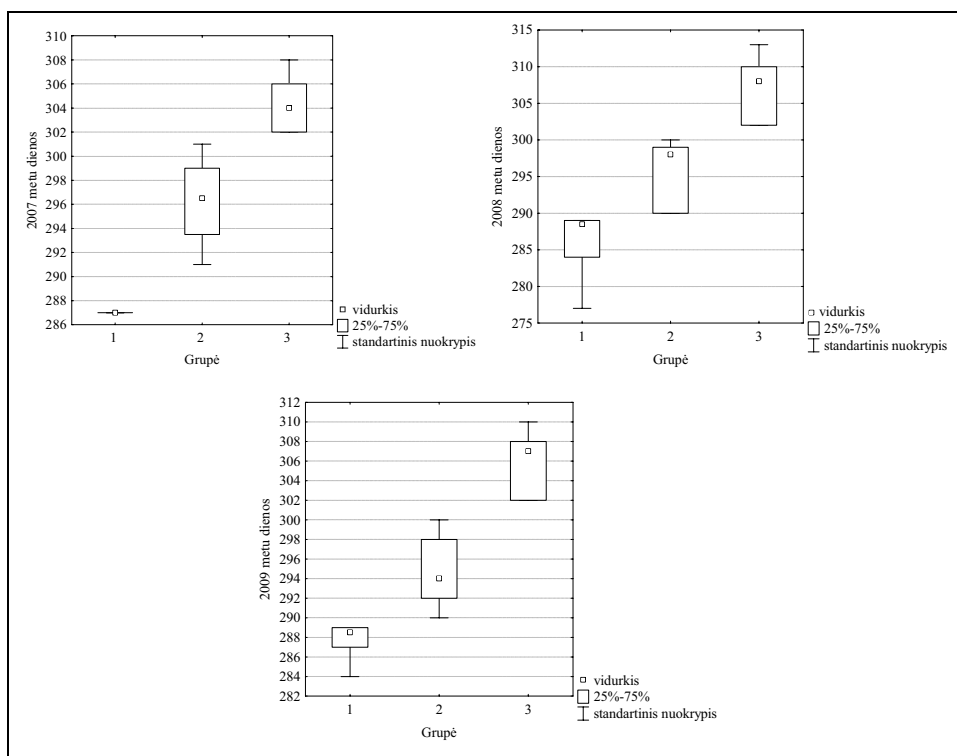 2007 metu dienos
310
308
306
304
302
300
298
296
294
292
290
288
286
1 2 3
Grupė
vidurkis
25%-75%
standartinis nuokrypis
2008 metu dienos
315
310
305
300
295
290
285
280
275
1 2 3
Grupė
vidurkis
25%-75%
standartinis nuokrypis
2009 metu dienos
312
310
308
306
304
302
300
298
296
294
292
290
288
286
284
282
1 2 3
Grupė
vidurkis
25%-75%
standartinis nuokrypis